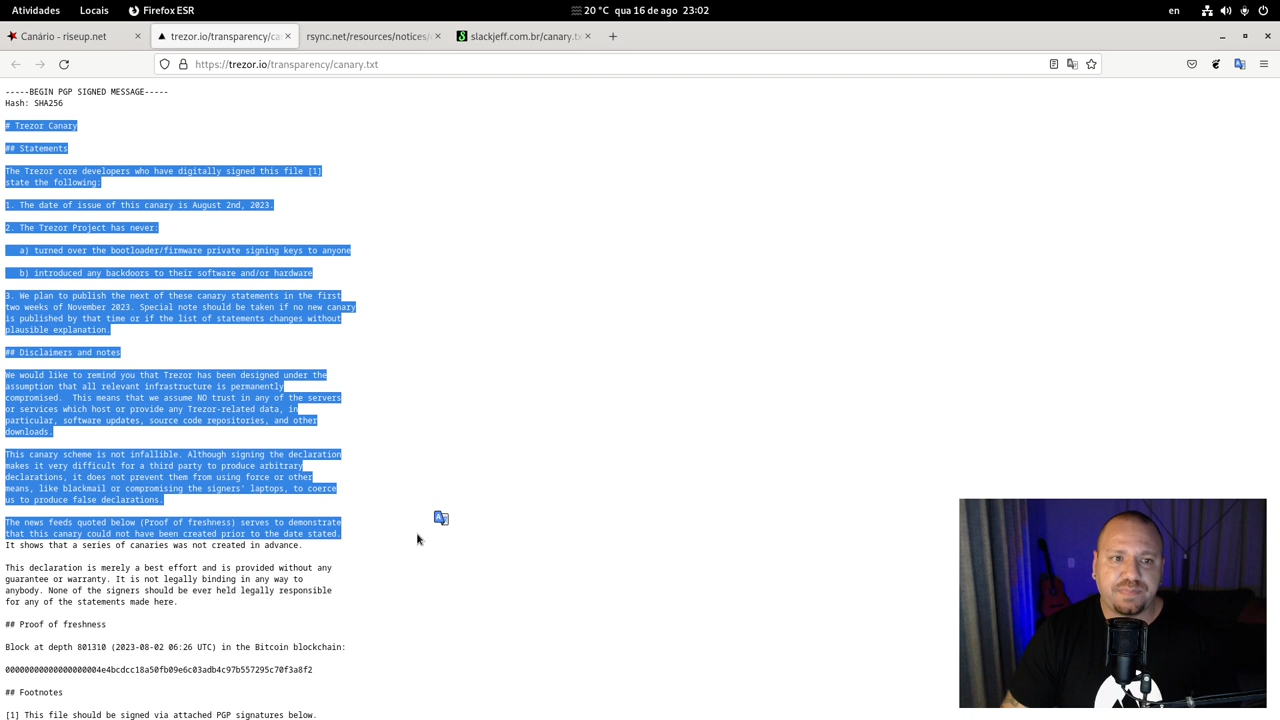 Atividades Locais Firefox ESR 20 °C qua 16 de ago 23:02 en
Canário - riseup.net trezor.io/transparency/ca rsync.net/resources/notices/c slackjeff.com.br/canary.tx
https://trezor.io/transparency/canary.txt
-----BEGIN PGP SIGNED MESSAGE-----
Hash: SHA256
# Trezor Canary
## Statements
The Trezor core developers who have digitally signed this file [1]
state the following:
1. The date of issue of this canary is August 2nd, 2023.
2. The Trezor Project has never:
a) turned over the bootloader/firmware private signing keys to anyone
b) introduced any backdoors to their software and/or hardware
3. We plan to publish the next of these canary statements in the first
two weeks of November 2023. Special note should be taken if no new canary
is published by that time or if the list of statements changes without
plausible explanation.
## Disclaimers and notes
We would like to remind you that Trezor has been designed under the
assumption that all relevant infrastructure is permanently
compromised.  This means that we assume NO trust in any of the servers
or services which host or provide any Trezor-related data, in
particular, software updates, source code repositories, and other
downloads.
This canary scheme is not infallible. Although signing the declaration
makes it very difficult for a third party to produce arbitrary
declarations, it does not prevent them from using force or other
means, like blackmail or compromising the signers' laptops, to coerce
us to produce false declarations.
The news feeds quoted below (Proof of freshness) serves to demonstrate
that this canary could not have been created prior to the date stated.
It shows that a series of canaries was not created in advance.
This declaration is merely a best effort and is provided without any
guarantee or warranty. It is not legally binding in any way to
anybody. None of the signers should be ever held legally responsible
for any of the statements made here.
## Proof of freshness
Block at depth 801310 (2023-08-02 06:26 UTC) in the Bitcoin blockchain:
00000000000000000004e4bcdcc18a50fb09e6c03adb4c97b557295c70f3a8f2
## Footnotes
[1] This file should be signed via attached PGP signatures below.